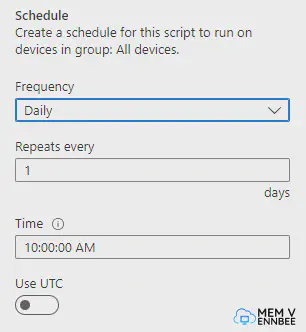 Schedule
Create a schedule for this script to run on
devices in group: All devices.
Frequency
Daily
Repeats every
1
days
Time
10:00:00 AM
Use UTC
MEM V
ENNBEE